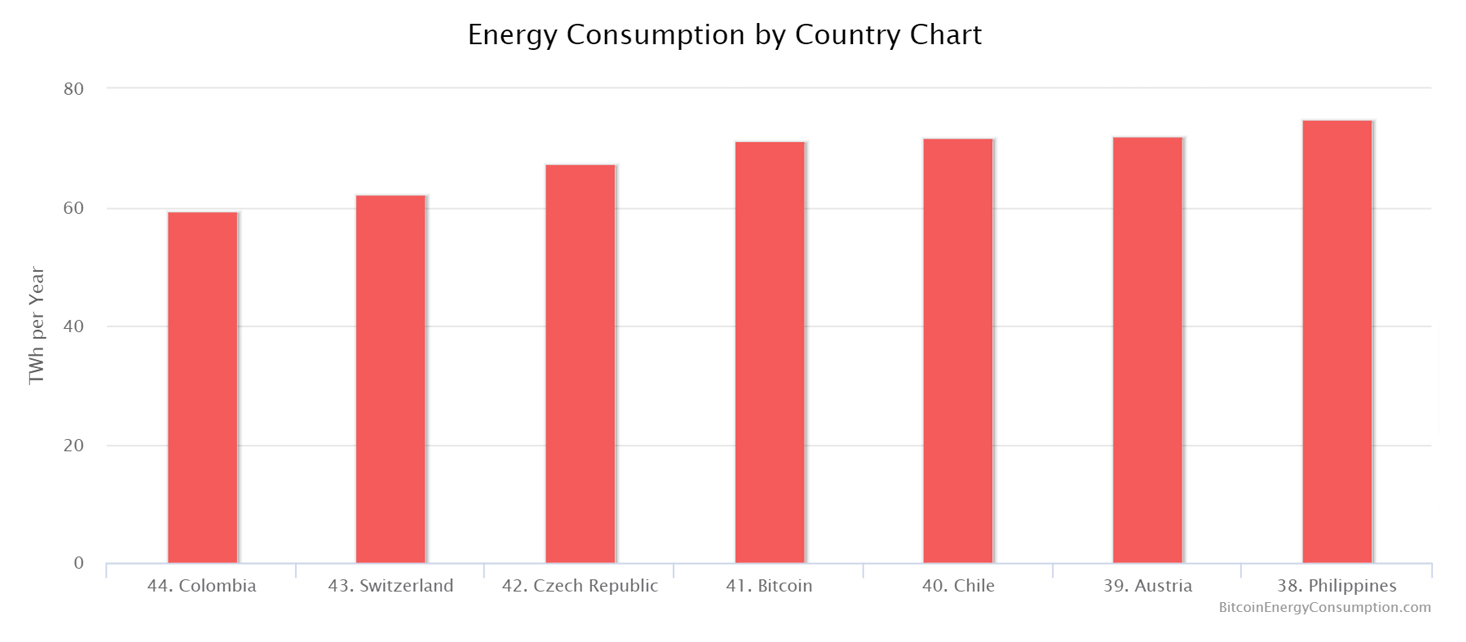 Energy Consumption by Country Chart
80
60
40
20
0
TWh per Year
44. Colombia
43. Switzerland
42. Czech Republic
41. Bitcoin
40. Chile
39. Austria
38. Philippines
BitcoinEnergyConsumption.com